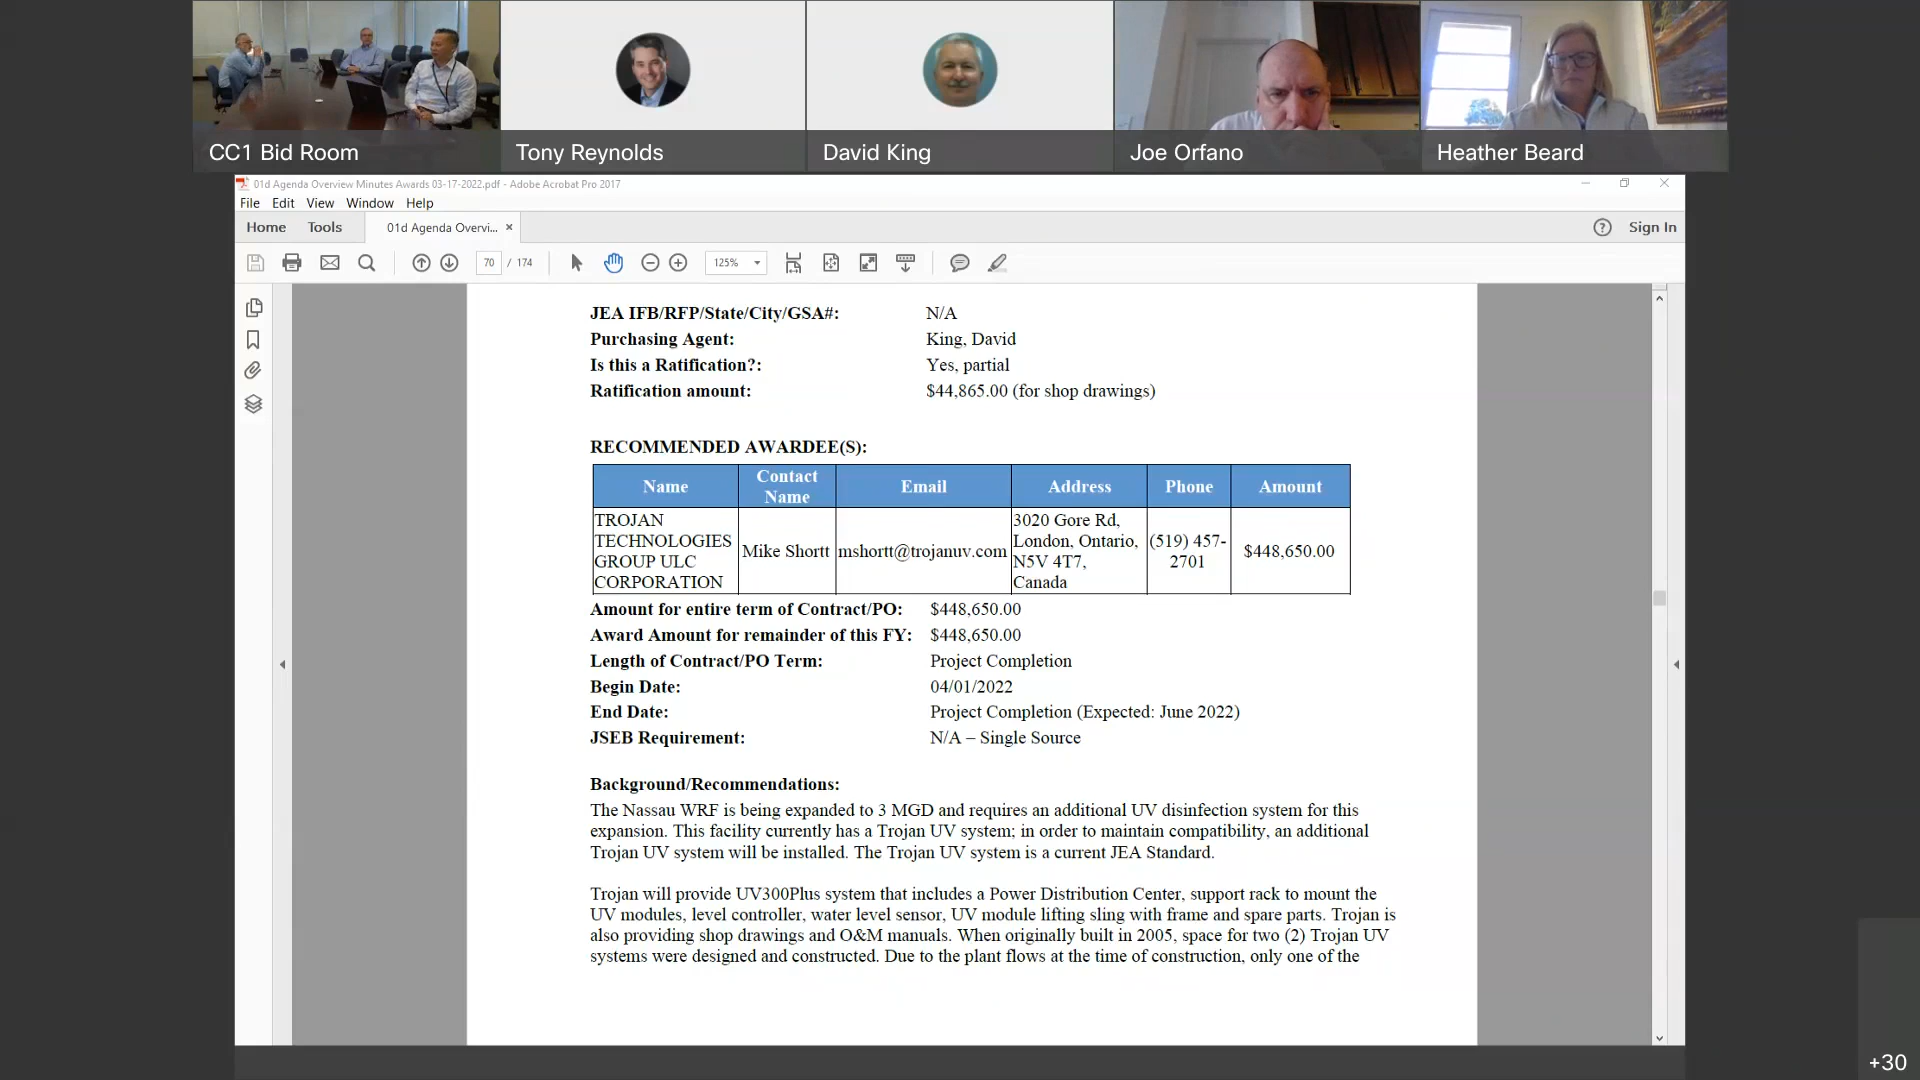 CC1 Bid Room
Tony Reynolds
David King
Joe Orfano
Heather Beard
01d Agenda Overview Minutes Awards 03-17-2022.pdf - Adobe Acrobat Pro 2017
File Edit View Window Help
Home Tools 01d Agenda Overvi... × Sign In
70 / 174 125%
JEA IFB/RFP/State/City/GSA#: N/A
Purchasing Agent: King, David
Is this a Ratification?: Yes, partial
Ratification amount: $44,865.00 (for shop drawings)
RECOMMENDED AWARDEE(S):
Name Contact Name Email Address Phone Amount
TROJAN TECHNOLOGIES GROUP ULC CORPORATION Mike Shortt mshortt@trojanuv.com 3020 Gore Rd, London, Ontario, N5V 4T7, Canada (519) 457-2701 $448,650.00
Amount for entire term of Contract/PO: $448,650.00
Award Amount for remainder of this FY: $448,650.00
Length of Contract/PO Term: Project Completion
Begin Date: 04/01/2022
End Date: Project Completion (Expected: June 2022)
JSEB Requirement: N/A – Single Source
Background/Recommendations:
The Nassau WRF is being expanded to 3 MGD and requires an additional UV disinfection system for this
expansion. This facility currently has a Trojan UV system; in order to maintain compatibility, an additional
Trojan UV system will be installed. The Trojan UV system is a current JEA Standard.
Trojan will provide UV300Plus system that includes a Power Distribution Center, support rack to mount the
UV modules, level controller, water level sensor, UV module lifting sling with frame and spare parts. Trojan is
also providing shop drawings and O&M manuals. When originally built in 2005, space for two (2) Trojan UV
systems were designed and constructed. Due to the plant flows at the time of construction, only one of the
+30